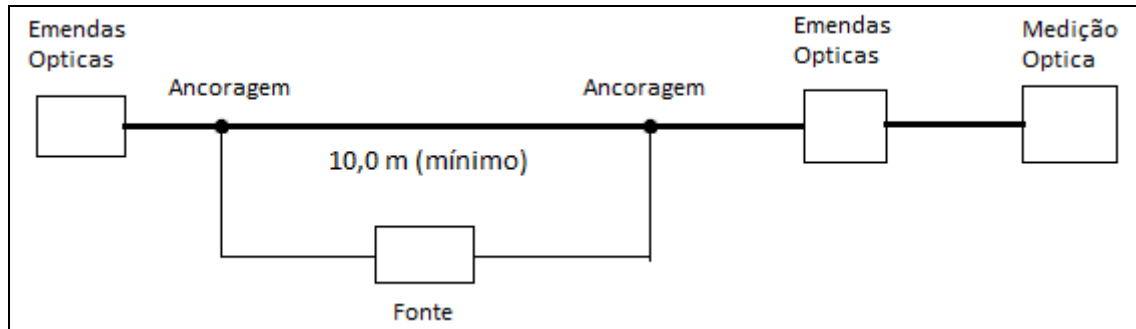 Emendas
Opticas
Emendas
Opticas
Medição
Optica
Ancoragem
Ancoragem
10,0 m (mínimo)
Fonte